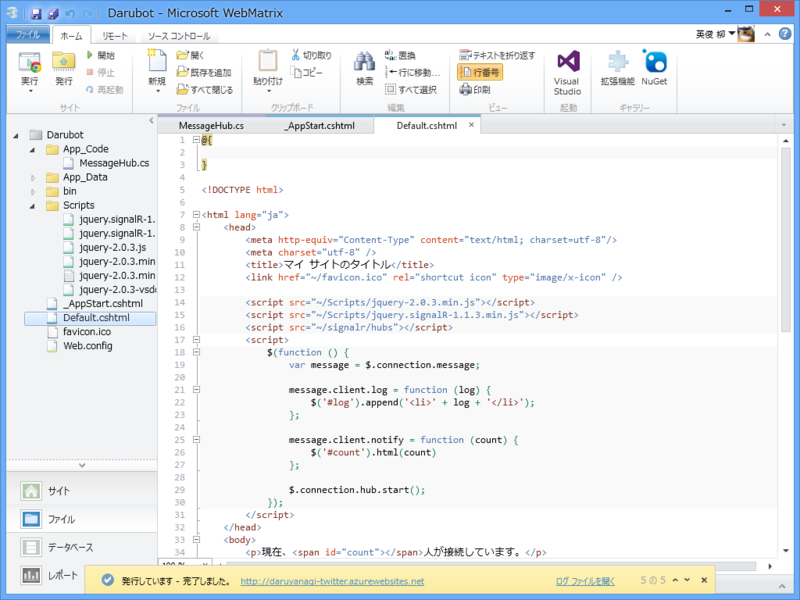 Darubot - Microsoft WebMatrix
ファイル
ホーム
リモート
ソース コントロール
英俊 柳
実行
発行
開始
停止
再起動
サイト
新規
開く
既存を追加
すべて閉じる
ファイル
貼り付け
切り取り
コピー
クリップボード
検索
置換
行に移動...
すべて選択
編集
テキストを折り返す
行番号
印刷
ビュー
Visual
Studio
起動
拡張機能
NuGet
ギャラリー
Darubot
App_Code
MessageHub.cs
App_Data
bin
Scripts
jquery.signalR-1.
jquery.signalR-1.
jquery-2.0.3.js
jquery-2.0.3.min
jquery-2.0.3.min
jquery-2.0.3-vsdo
_AppStart.cshtml
Default.cshtml
favicon.ico
Web.config
サイト
ファイル
データベース
レポート
MessageHub.cs
_AppStart.cshtml
Default.cshtml
1 @{
2
3 }
4
5 <!DOCTYPE html>
6
7 <html lang="ja">
8 <head>
9 <meta http-equiv="Content-Type" content="text/html; charset=utf-8"/>
10 <meta charset="utf-8" />
11 <title>マイ サイトのタイトル</title>
12 <link href="~/favicon.ico" rel="shortcut icon" type="image/x-icon" />
13
14 <script src="~/Scripts/jquery-2.0.3.min.js"></script>
15 <script src="~/Scripts/jquery.signalR-1.1.3.min.js"></script>
16 <script src="~/signalr/hubs"></script>
17 <script>
18 $(function () {
19 var message = $.connection.message;
20
21 message.client.log = function (log) {
22 $('#log').append('<li>' + log + '</li>');
23 };
24
25 message.client.notify = function (count) {
26 $('#count').html(count)
27 };
28
29 $.connection.hub.start();
30 });
31 </script>
32 </head>
33 <body>
34 <p>現在、<span id="count"></span>人が接続しています。</p>
100 %
発行しています - 完了しました。
http://daruyanagi-twitter.azurewebsites.net
ログ ファイルを開く
5 の 5